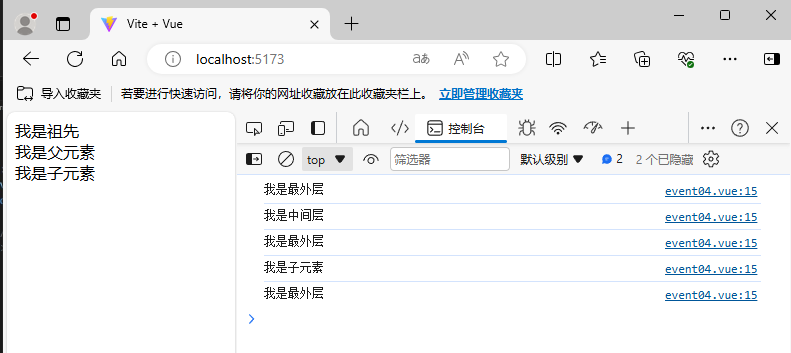 Vite + Vue
localhost:5173
导入收藏夹 若要进行快速访问，请将你的网址收藏放在此收藏夹栏上。 立即管理收藏夹
我是祖先
我是父元素
我是子元素
控制台
top 筛选器 默认级别 2 2 个已隐藏
我是最外层 event04.vue:15
我是中间层 event04.vue:15
我是最外层 event04.vue:15
我是子元素 event04.vue:15
我是最外层 event04.vue:15